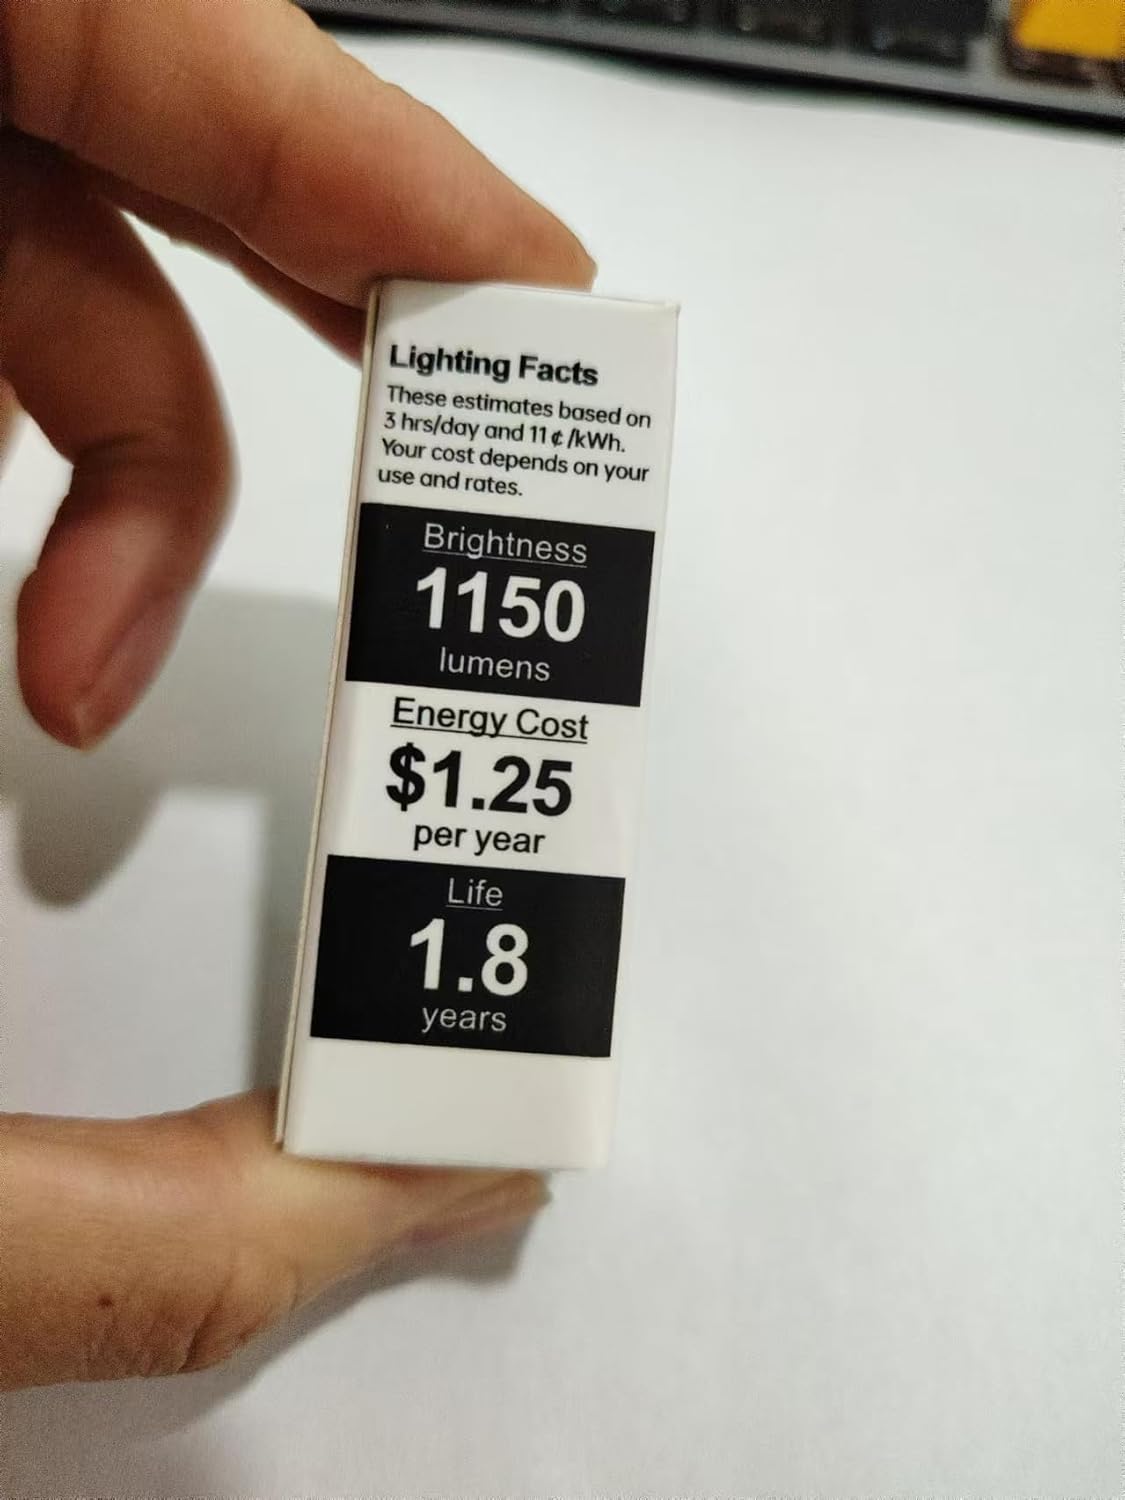 Lighting Facts
These estimates based on
3 hrs/day and 11 ¢ /kWh.
Your cost depends on your
use and rates.
Brightness
1150
lumens
Energy Cost
$1.25
per year
Life
1.8
years